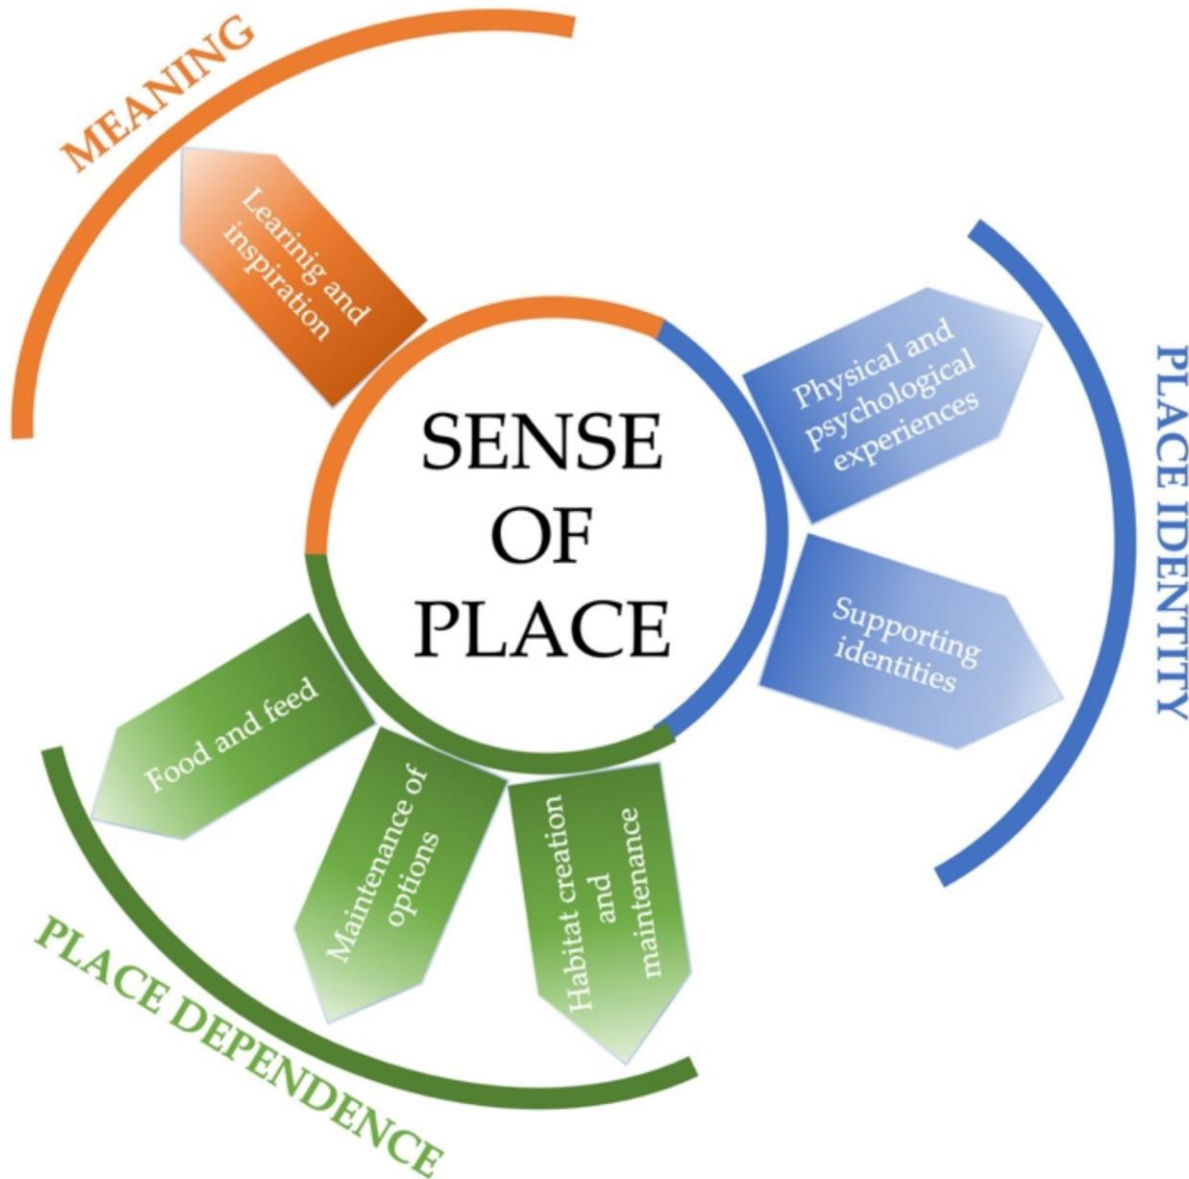 MEANING
Learinig and
inspiration
SENSE
OF
PLACE
Physical and
psychological
experiences
Supporting
identities
PLACE IDENTITY
Food and feed
Maintenance of
options
Habitat creation
and
maintenance
PLACE DEPENDENCE